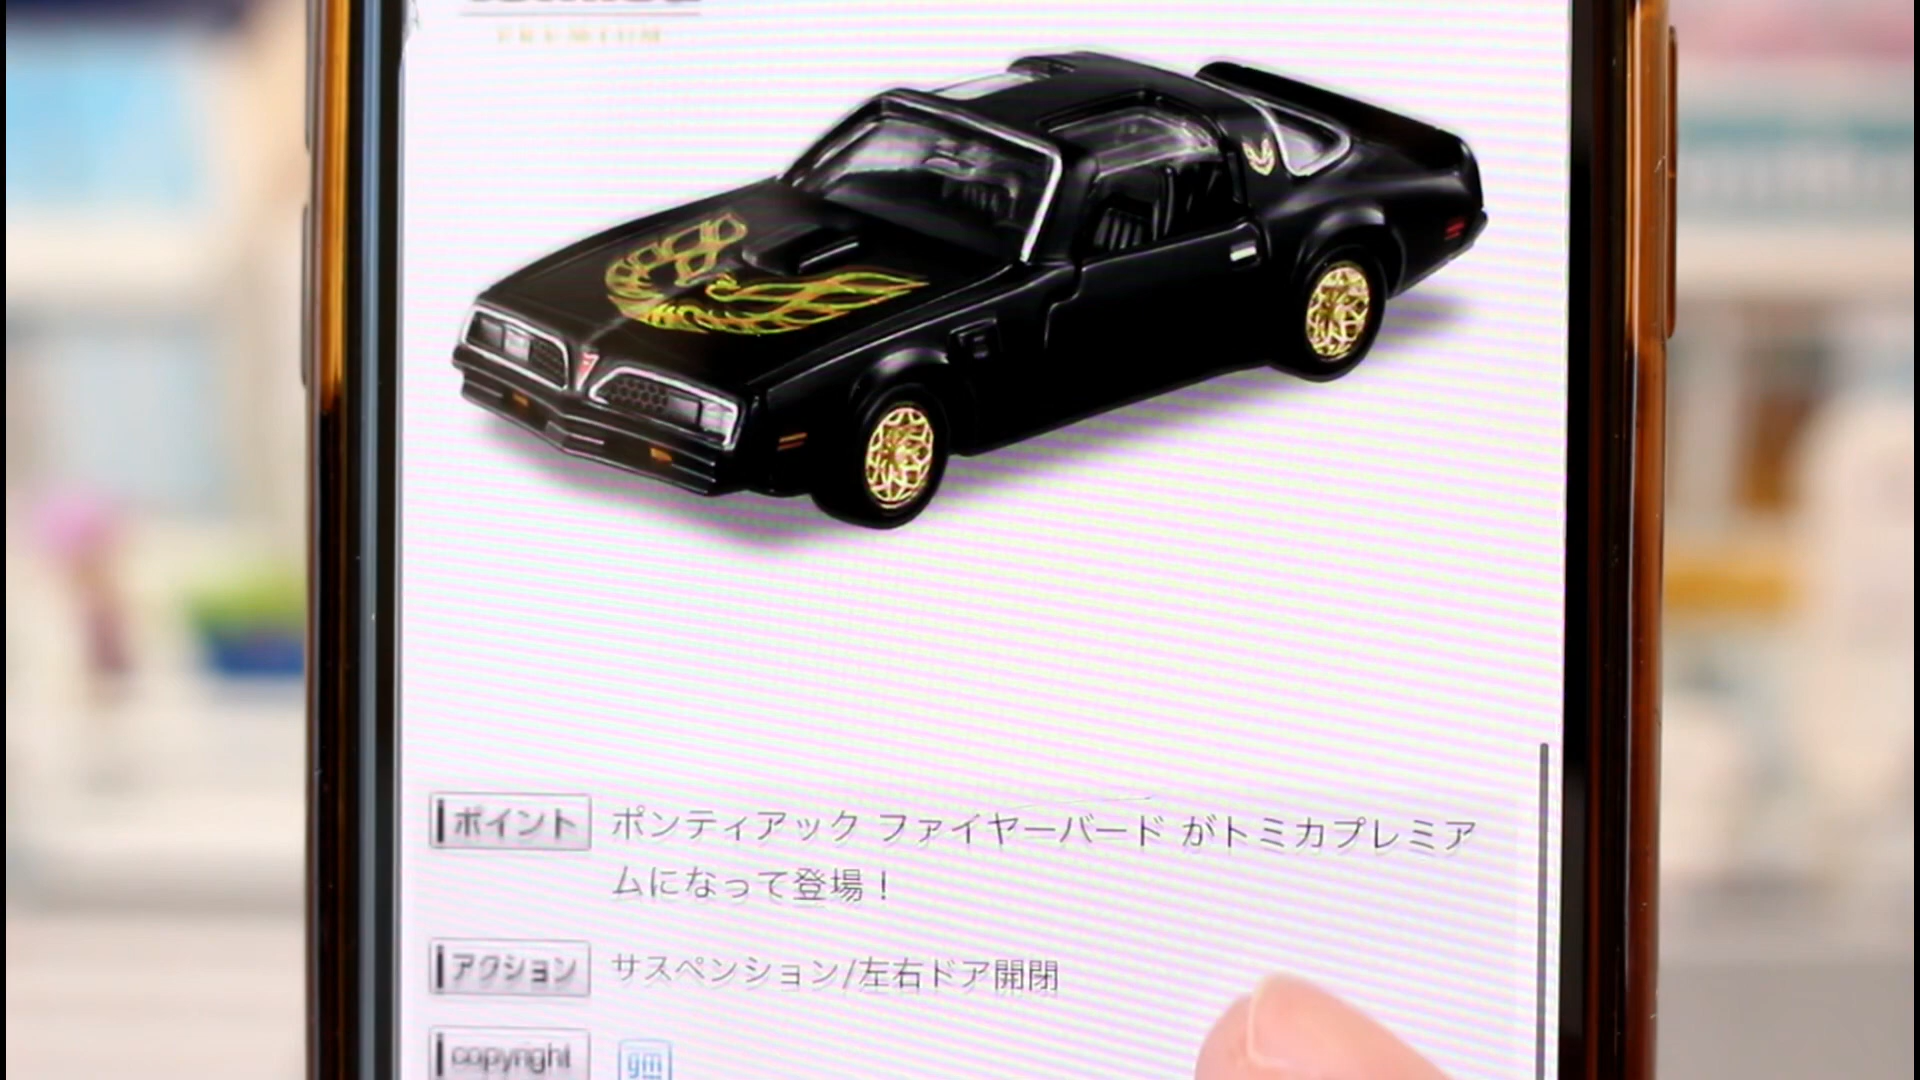 PREMIUM
ポイント ポンティアック ファイヤーバード がトミカプレミア
ムになって登場！
アクション サスペンション/左右ドア開閉
copyright gm